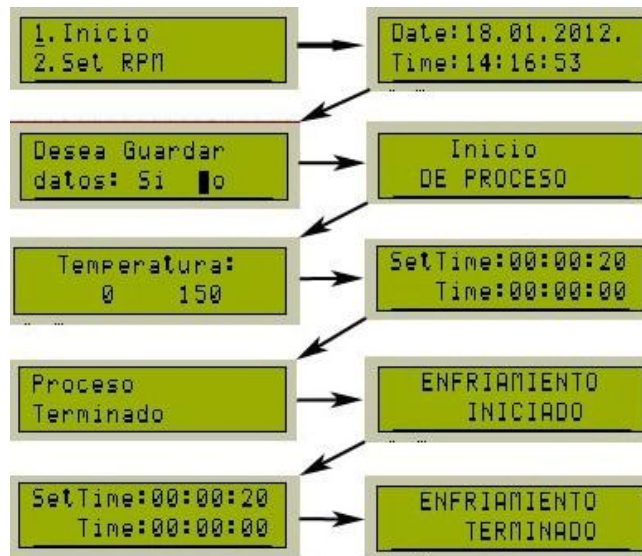 1.Inicio
2.Set RPM
Date:18.01.2012.
Time:14:16:53
Desea Guardar
datos: Si █o
Inicio
DE PROCESO
Temperatura:
0 150
SetTime:00:00:20
Time:00:00:00
Proceso
Terminado
ENFRIAMIENTO
INICIADO
SetTime:00:00:20
Time:00:00:00
ENFRIAMIENTO
TERMINADO